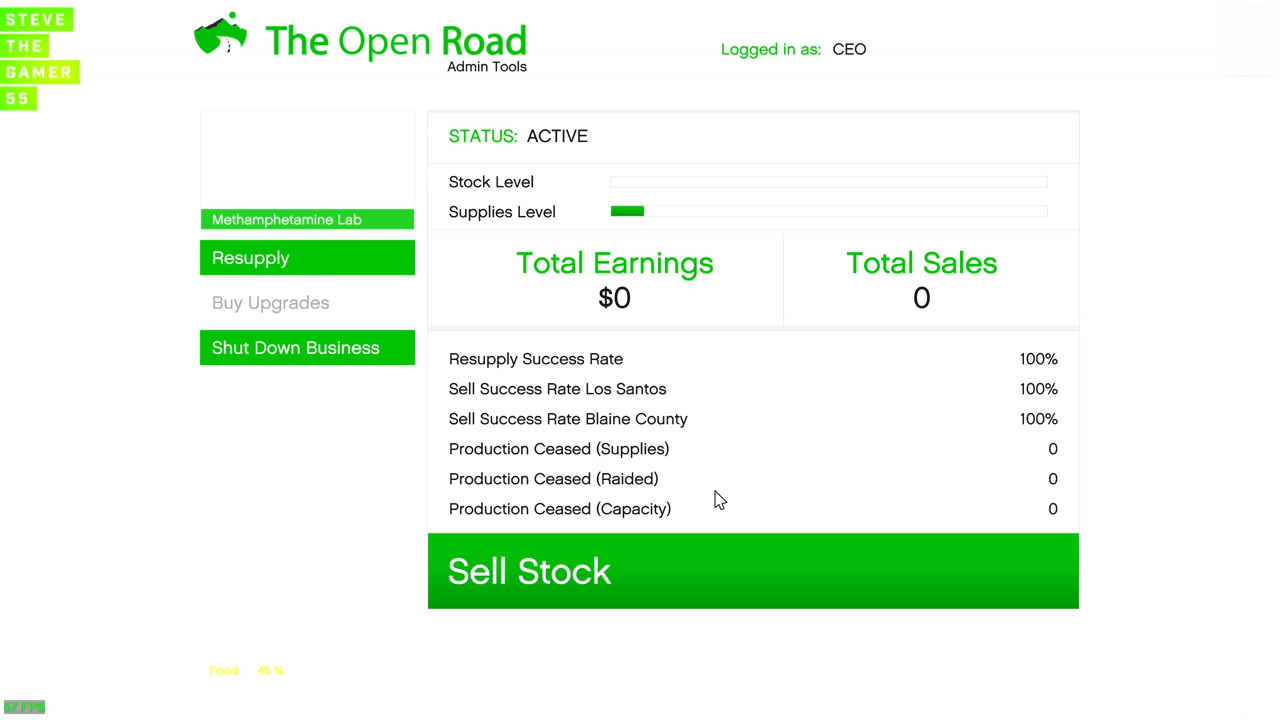 STEVE
THE
GAMER
55
The Open Road
Admin Tools
Logged in as: CEO
Methamphetamine Lab
Resupply
Buy Upgrades
Shut Down Business
STATUS: ACTIVE
Stock Level
Supplies Level
Total Earnings
$0
Total Sales
0
Resupply Success Rate 100%
Sell Success Rate Los Santos 100%
Sell Success Rate Blaine County 100%
Production Ceased (Supplies) 0
Production Ceased (Raided) 0
Production Ceased (Capacity) 0
Sell Stock
Food 46 %